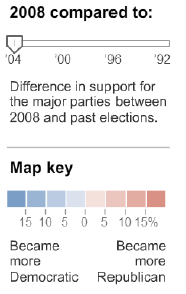 2008 compared to:
'04 '00 '96 '92
Difference in support for
the major parties between
2008 and past elections.
Map key
15 10 5 0 5 10 15%
Became Became
more more
Democratic Republican